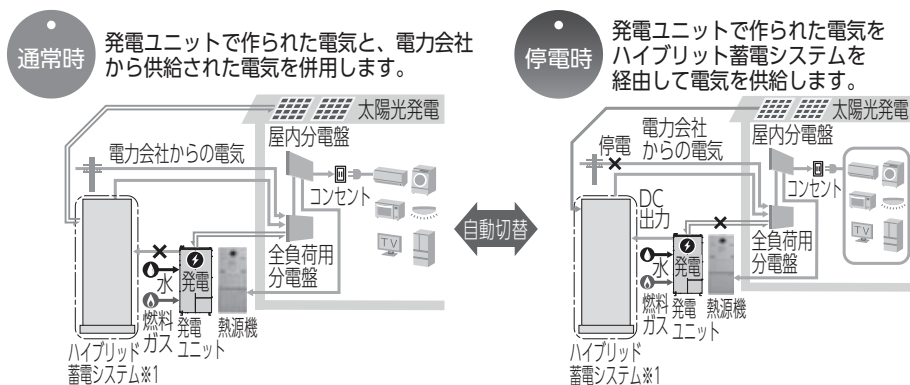 通常時
発電ユニットで作られた電気と、電力会社
から供給された電気を併用します。
太陽光発電
屋内分電盤
電力会社からの電気
コンセント
TV
全負荷用
分電盤
水
発電
燃料
ガス
発電
ユニット
熱源機
ハイブリッド
蓄電システム※1
自動切替
停電時
発電ユニットで作られた電気を
ハイブリット蓄電システムを
経由して電気を供給します。
太陽光発電
屋内分電盤
停電
電力会社
からの電気
コンセント
TV
DC
出力
全負荷用
分電盤
水
発電
燃料
ガス
発電
ユニット
熱源機
ハイブリッド
蓄電システム※1